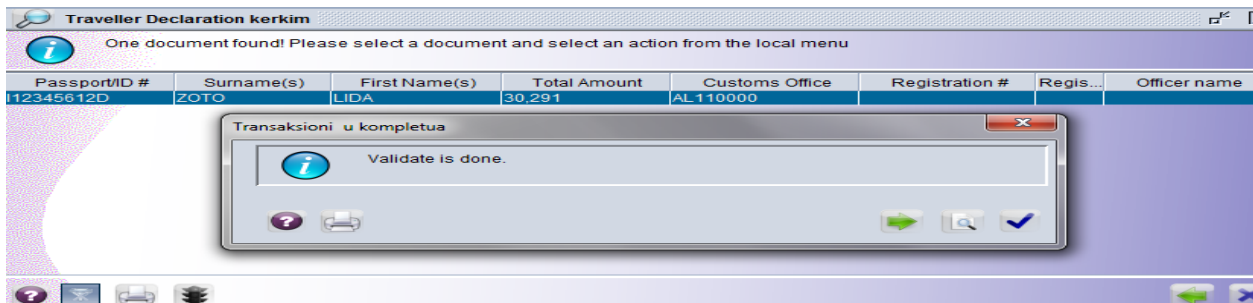 Traveller Declaration kerkim
One document found! Please select a document and select an action from the local menu
Passport/ID # Surname(s) First Name(s) Total Amount Customs Office Registration # Regis... Officer name
I12345612D ZOTO LIDA 30,291 AL110000
Transaksioni u kompletua
Validate is done.